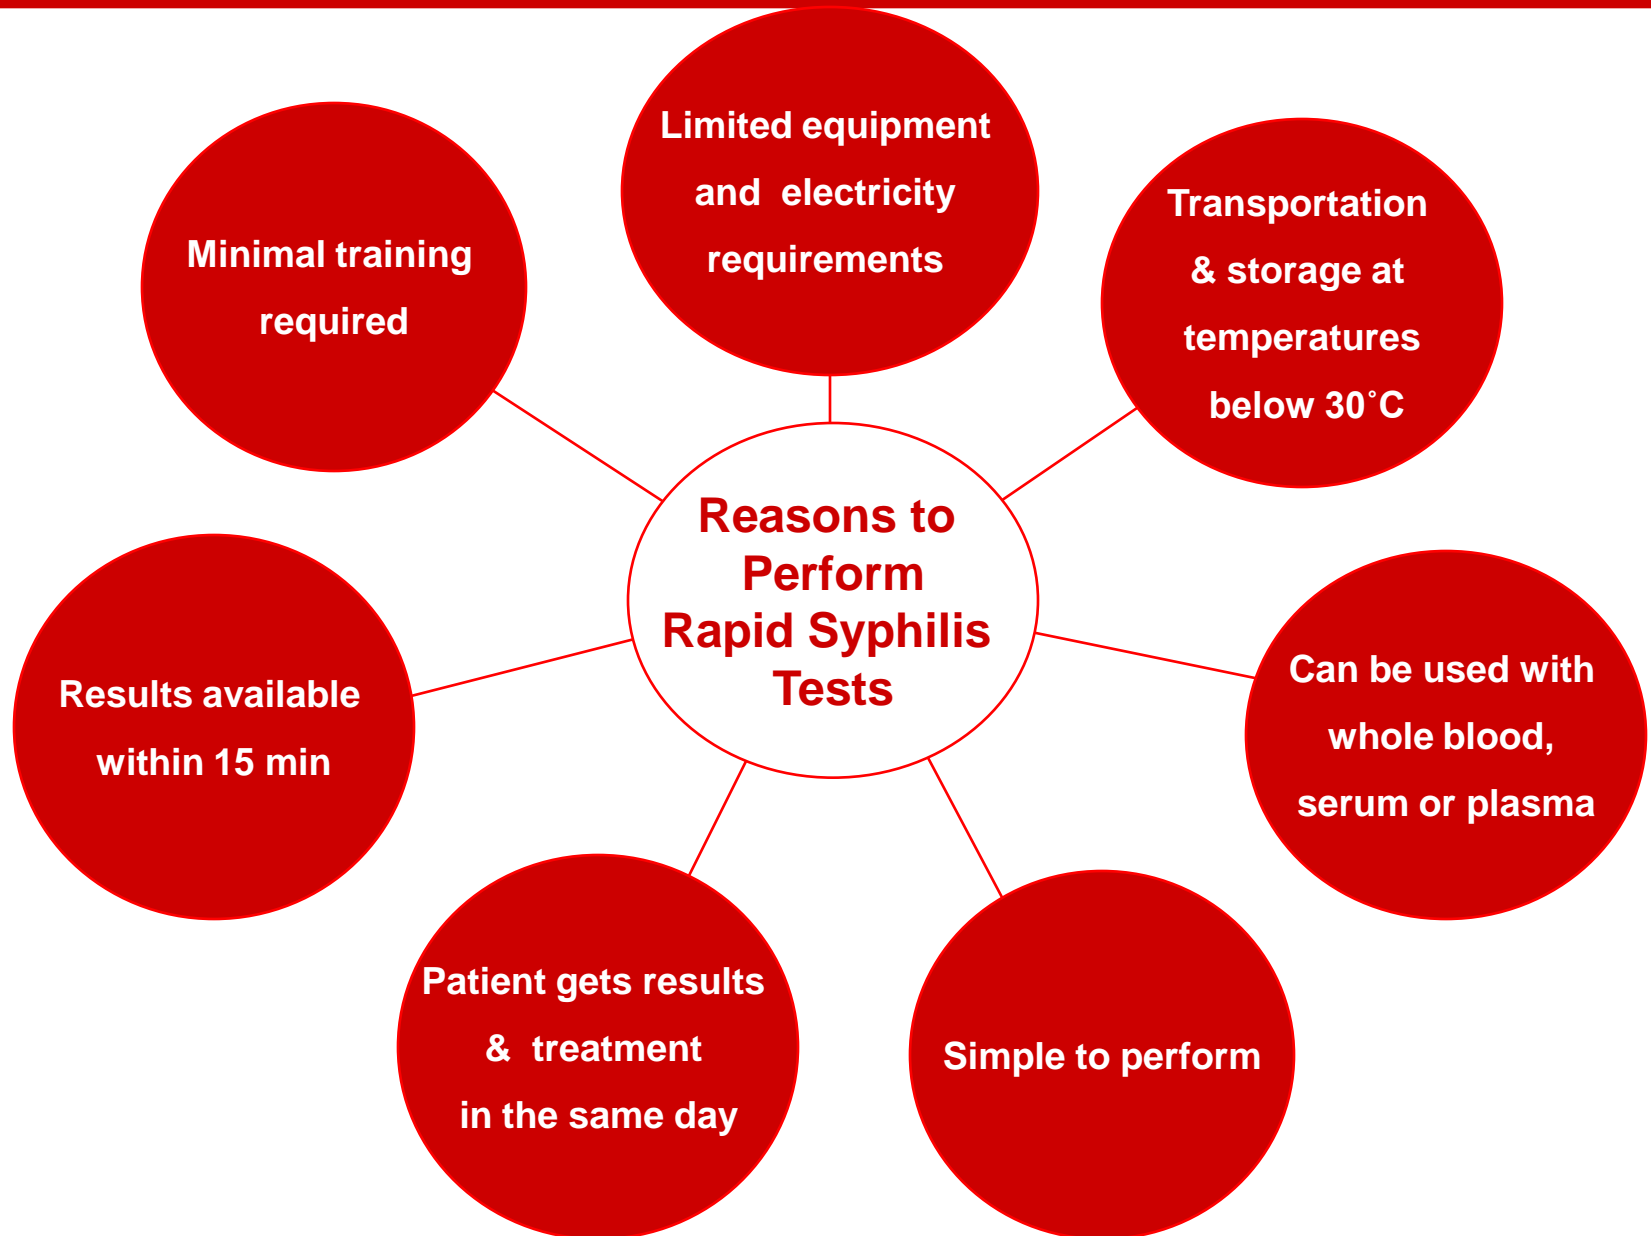 Limited equipment
and electricity
requirements
Transportation
& storage at
temperatures
below 30˚C
Minimal training
required
Reasons to
Perform
Rapid Syphilis
Tests
Can be used with
whole blood,
serum or plasma
Results available
within 15 min
Patient gets results
& treatment
in the same day
Simple to perform